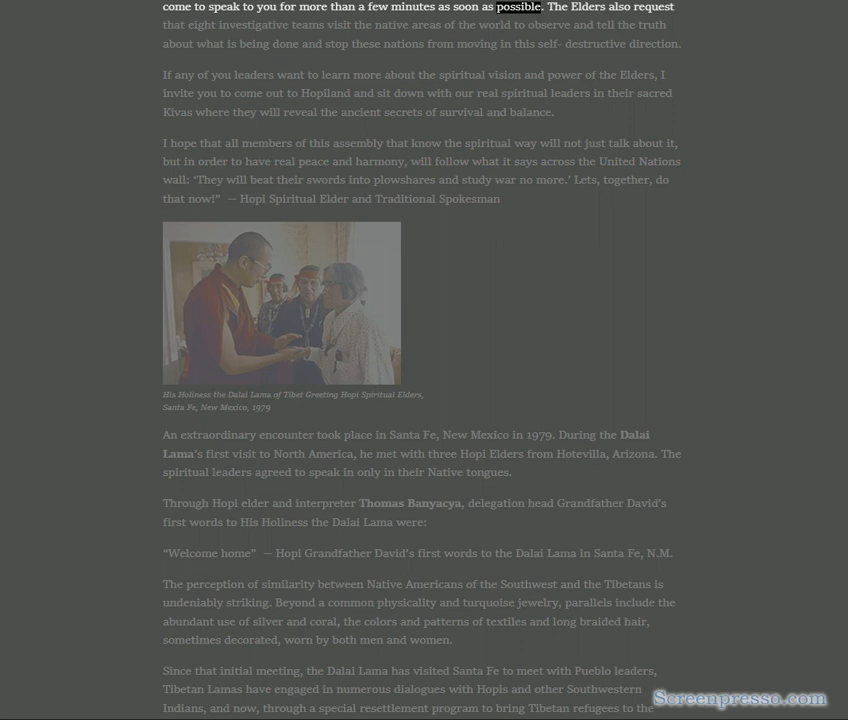 come to speak to you for more than a few minutes as soon as possible. The Elders also request
that eight investigative teams visit the native areas of the world to observe and tell the truth
about what is being done and stop these nations from moving in this self- destructive direction.
If any of you leaders want to learn more about the spiritual vision and power of the Elders, I
invite you to come out to Hopiland and sit down with our real spiritual leaders in their sacred
Kivas where they will reveal the ancient secrets of survival and balance.
I hope that all members of this assembly that know the spiritual way will not just talk about it,
but in order to have real peace and harmony, will follow what it says across the United Nations
wall: ‘They will beat their swords into plowshares and study war no more.’ Lets, together, do
that now!” — Hopi Spiritual Elder and Traditional Spokesman
His Holiness the Dalai Lama of Tibet Greeting Hopi Spiritual Elders,
Santa Fe, New Mexico, 1979
An extraordinary encounter took place in Santa Fe, New Mexico in 1979. During the Dalai
Lama’s first visit to North America, he met with three Hopi Elders from Hotevilla, Arizona. The
spiritual leaders agreed to speak in only in their Native tongues.
Through Hopi elder and interpreter Thomas Banyacya, delegation head Grandfather David’s
first words to His Holiness the Dalai Lama were:
“Welcome home” — Hopi Grandfather David’s first words to the Dalai Lama in Santa Fe, N.M.
The perception of similarity between Native Americans of the Southwest and the Tibetans is
undeniably striking. Beyond a common physicality and turquoise jewelry, parallels include the
abundant use of silver and coral, the colors and patterns of textiles and long braided hair,
sometimes decorated, worn by both men and women.
Since that initial meeting, the Dalai Lama has visited Santa Fe to meet with Pueblo leaders,
Tibetan Lamas have engaged in numerous dialogues with Hopis and other Southwestern
Indians, and now, through a special resettlement program to bring Tibetan refugees to the
Screenpresso.com